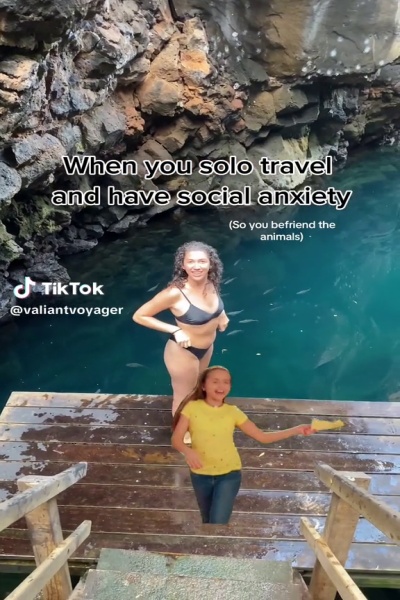 When you solo travel
and have social anxiety
(So you befriend the
animals)
TikTok
@valiantvoyager